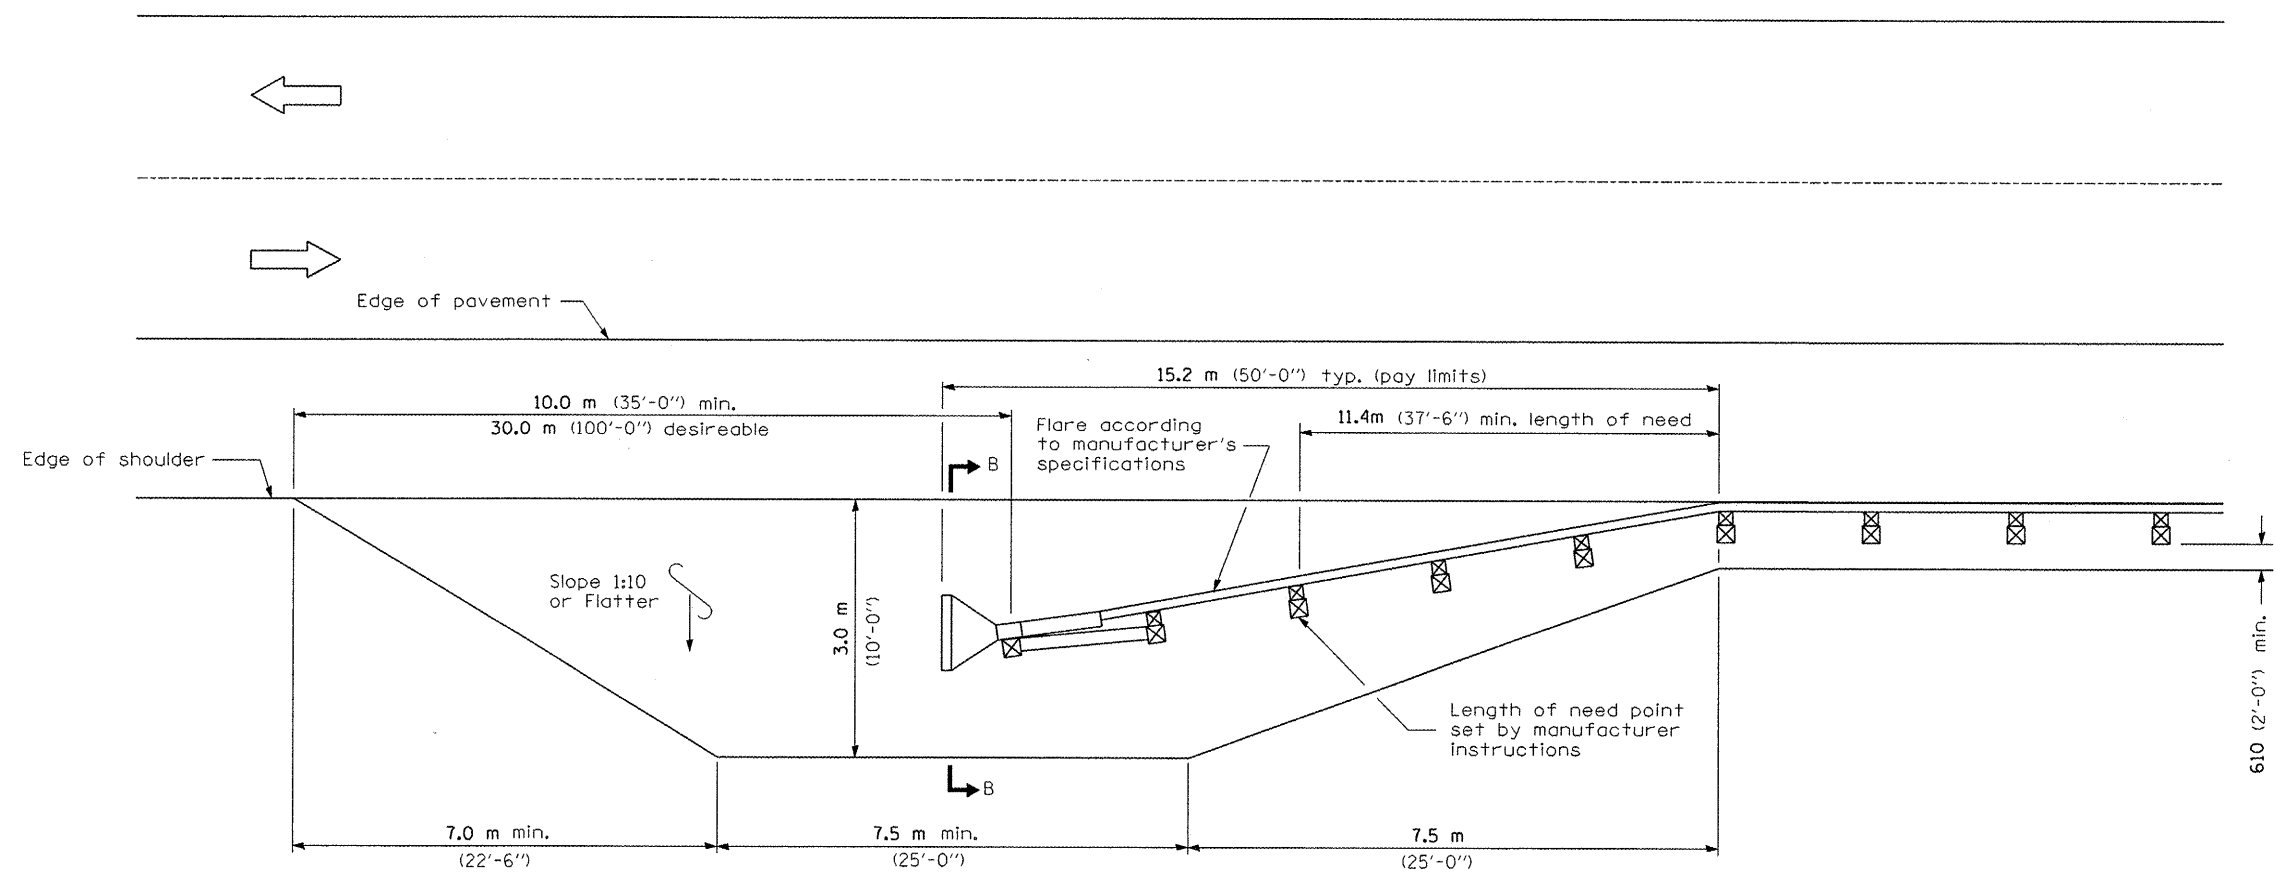 Edge of pavement
15.2 m (50'-0") typ. (pay limits)
10.0 m (35'-0") min.
30.0 m (100'-0") desireable
Flare according
to manufacturer's
specifications
11.4m (37'-6") min. length of need
Edge of shoulder
B
Slope 1:10
or Flatter
3.0 m
(10'-0")
Length of need point
set by manufacturer
instructions
610 (2'-0") min.
B
7.0 m min.
(22'-6")
7.5 m min.
(25'-0")
7.5 m
(25'-0")